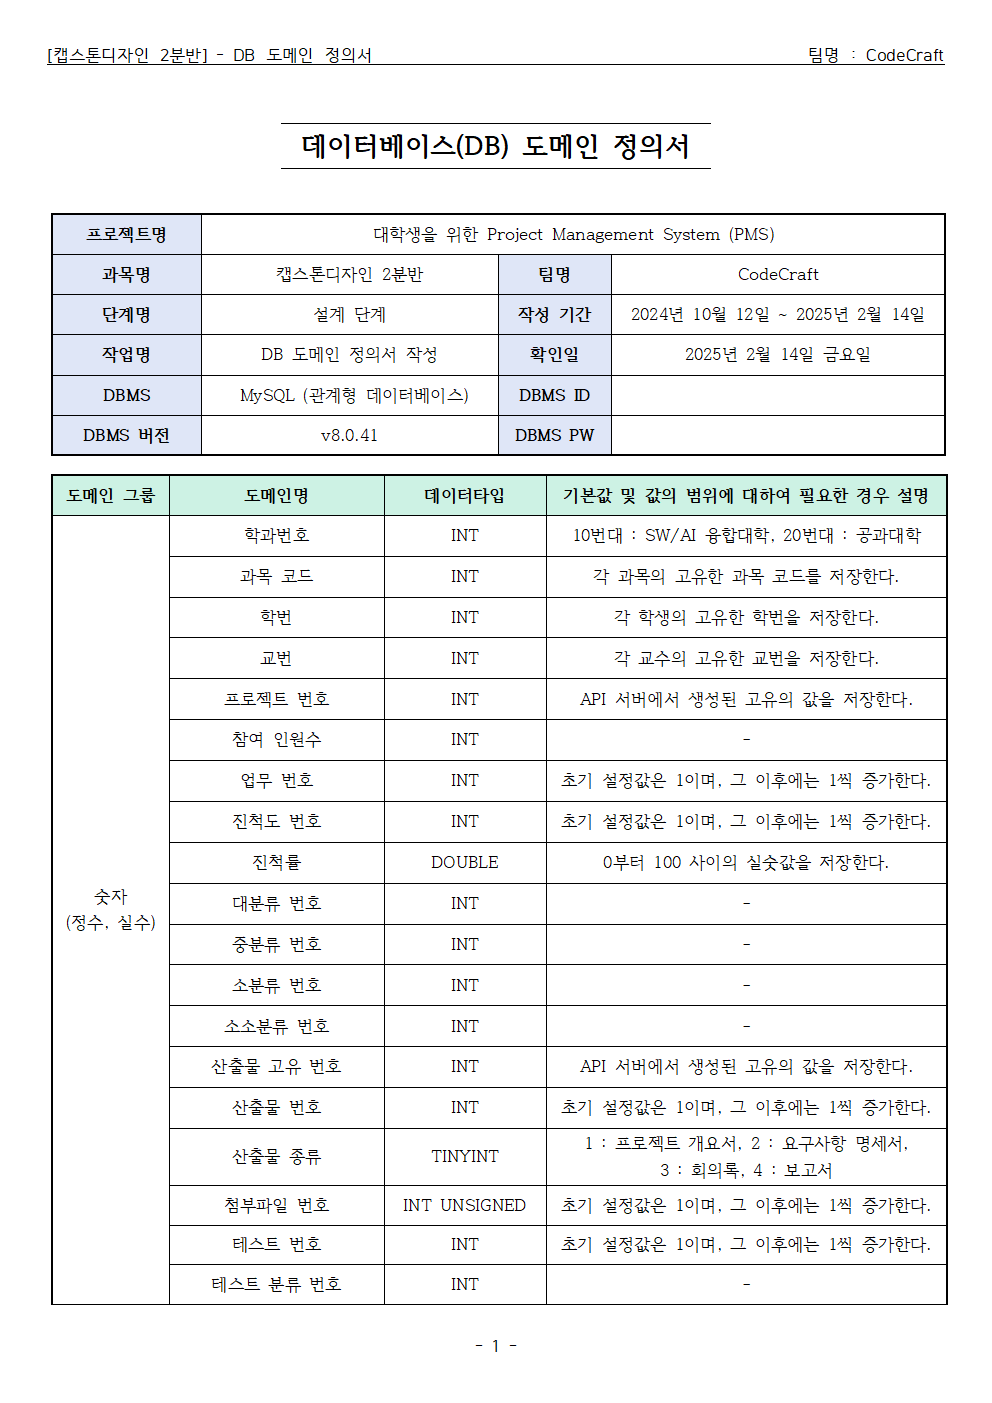 [캡스톤디자인 2분반] - DB 도메인 정의서 팀명 : CodeCraft
데이터베이스(DB) 도메인 정의서
프로젝트명 대학생을 위한 Project Management System (PMS)
과목명 캡스톤디자인 2분반 팀명 CodeCraft
단계명 설계 단계 작성 기간 2024년 10월 12일 ~ 2025년 2월 14일
작업명 DB 도메인 정의서 작성 확인일 2025년 2월 14일 금요일
DBMS MySQL (관계형 데이터베이스) DBMS ID
DBMS 버전 v8.0.41 DBMS PW
도메인 그룹 도메인명 데이터타입 기본값 및 값의 범위에 대하여 필요한 경우 설명
숫자
(정수, 실수)
학과번호 INT 10번대 : SW/AI 융합대학, 20번대 : 공과대학
과목 코드 INT 각 과목의 고유한 과목 코드를 저장한다.
학번 INT 각 학생의 고유한 학번을 저장한다.
교번 INT 각 교수의 고유한 교번을 저장한다.
프로젝트 번호 INT API 서버에서 생성된 고유의 값을 저장한다.
참여 인원수 INT -
업무 번호 INT 초기 설정값은 1이며, 그 이후에는 1씩 증가한다.
진척도 번호 INT 초기 설정값은 1이며, 그 이후에는 1씩 증가한다.
진척률 DOUBLE 0부터 100 사이의 실숫값을 저장한다.
대분류 번호 INT -
중분류 번호 INT -
소분류 번호 INT -
소소분류 번호 INT -
산출물 고유 번호 INT API 서버에서 생성된 고유의 값을 저장한다.
산출물 번호 INT 초기 설정값은 1이며, 그 이후에는 1씩 증가한다.
산출물 종류 TINYINT 1 : 프로젝트 개요서, 2 : 요구사항 명세서,
3 : 회의록, 4 : 보고서
첨부파일 번호 INT UNSIGNED 초기 설정값은 1이며, 그 이후에는 1씩 증가한다.
테스트 번호 INT 초기 설정값은 1이며, 그 이후에는 1씩 증가한다.
테스트 분류 번호 INT -
- 1 -